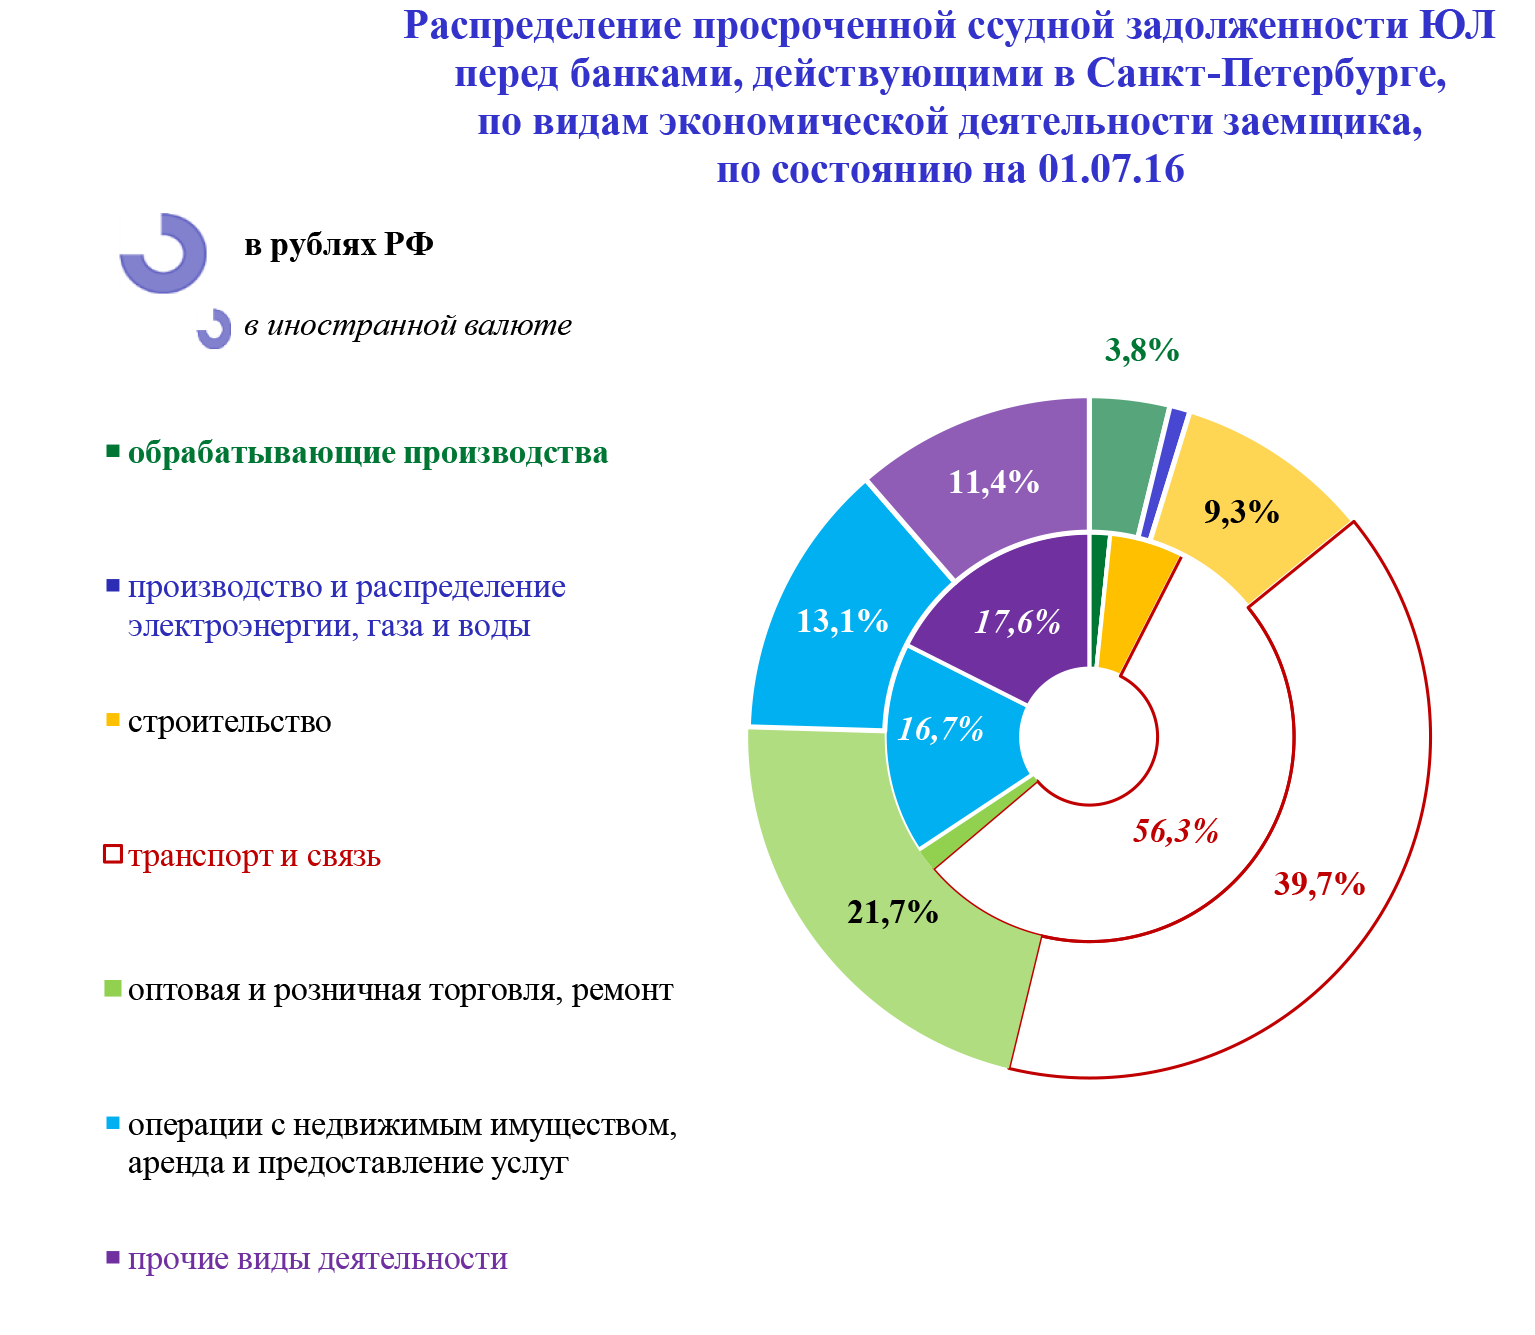 Распределение просроченной ссудной задолженности ЮЛ
перед банками, действующими в Санкт-Петербурге,
по видам экономической деятельности заемщика,
по состоянию на 01.07.16
в рублях РФ
в иностранной валюте
обрабатывающие производства
производство и распределение
электроэнергии, газа и воды
строительство
транспорт и связь
оптовая и розничная торговля, ремонт
операции с недвижимым имуществом,
аренда и предоставление услуг
прочие виды деятельности
3,8%
11,4%
9,3%
13,1%
17,6%
16,7%
56,3%
39,7%
21,7%